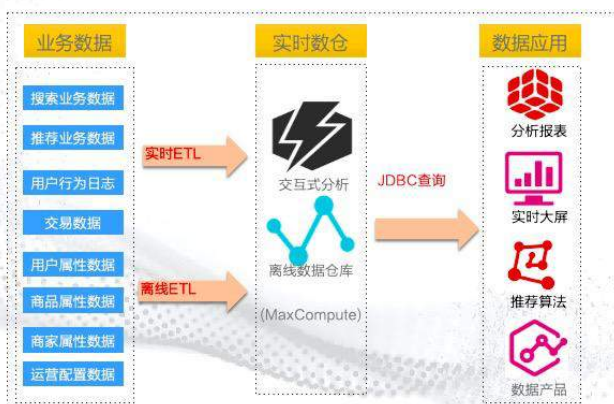 业务数据
实时数仓
数据应用
搜索业务数据
推荐业务数据
用户行为日志
交易数据
用户属性数据
商品属性数据
商家属性数据
运营配置数据
实时ETL
离线ETL
交互式分析
离线数据仓库
(MaxCompute)
JDBC查询
分析报表
实时大屏
推荐算法
数据产品